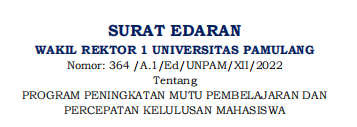 SURAT EDARAN
WAKIL REKTOR 1 UNIVERSITAS PAMULANG
Nomor: 364 /A.1/Ed/UNPAM/XII/2022
Tentang
PROGRAM PENINGKATAN MUTU PEMBELAJARAN DAN
PERCEPATAN KELULUSAN MAHASISWA